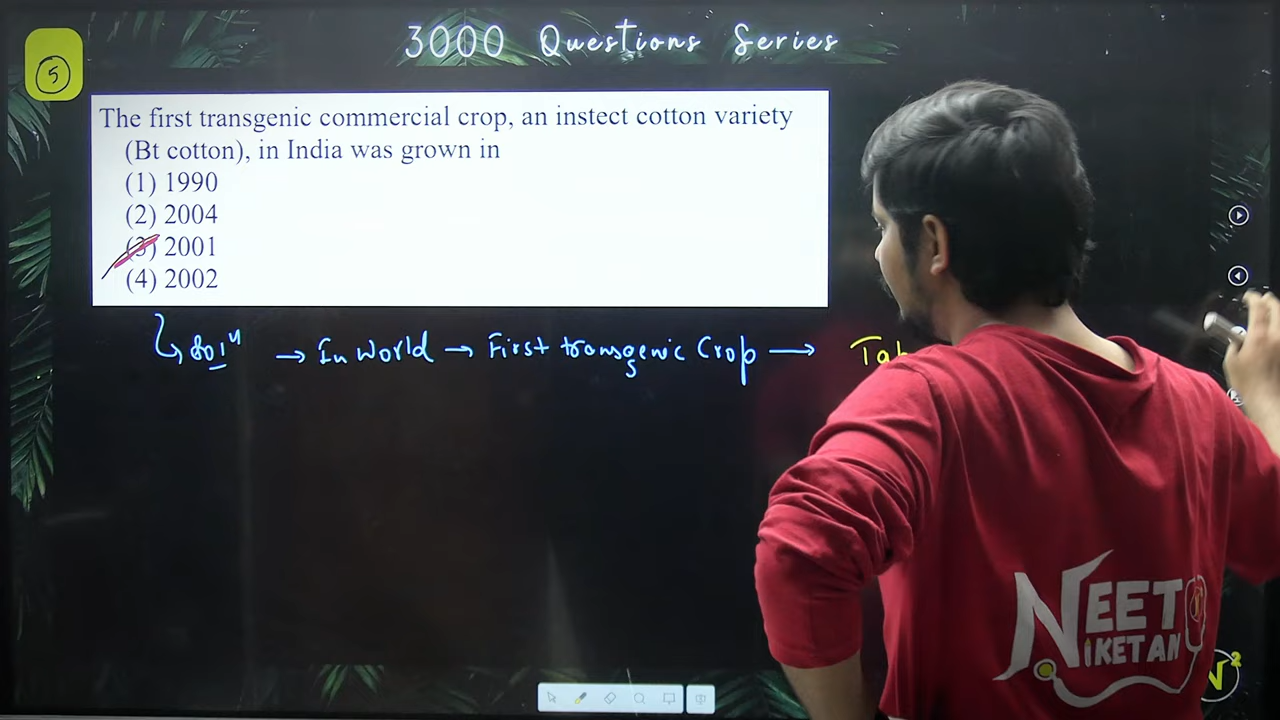 3000 Questions Series
5
The first transgenic commercial crop, an instect cotton variety
(Bt cotton), in India was grown in
(1) 1990
(2) 2004
(3) 2001
(4) 2002
→ In World → First transgenic Crop →
NEET
NIKETAN
N²